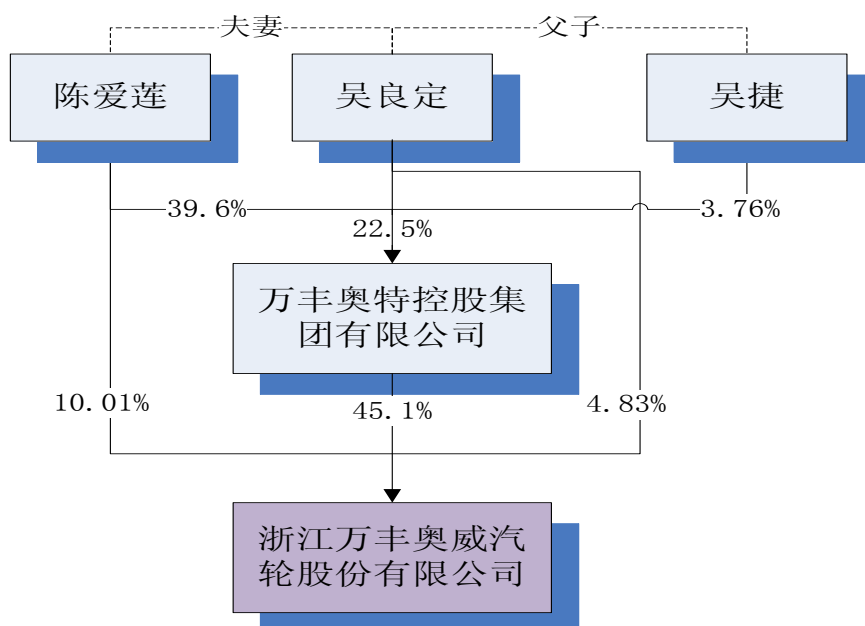 夫妻
父子
陈爱莲
吴良定
吴捷
39.6%
3.76%
22.5%
万丰奥特控股集
团有限公司
10.01%
45.1%
4.83%
浙江万丰奥威汽
轮股份有限公司